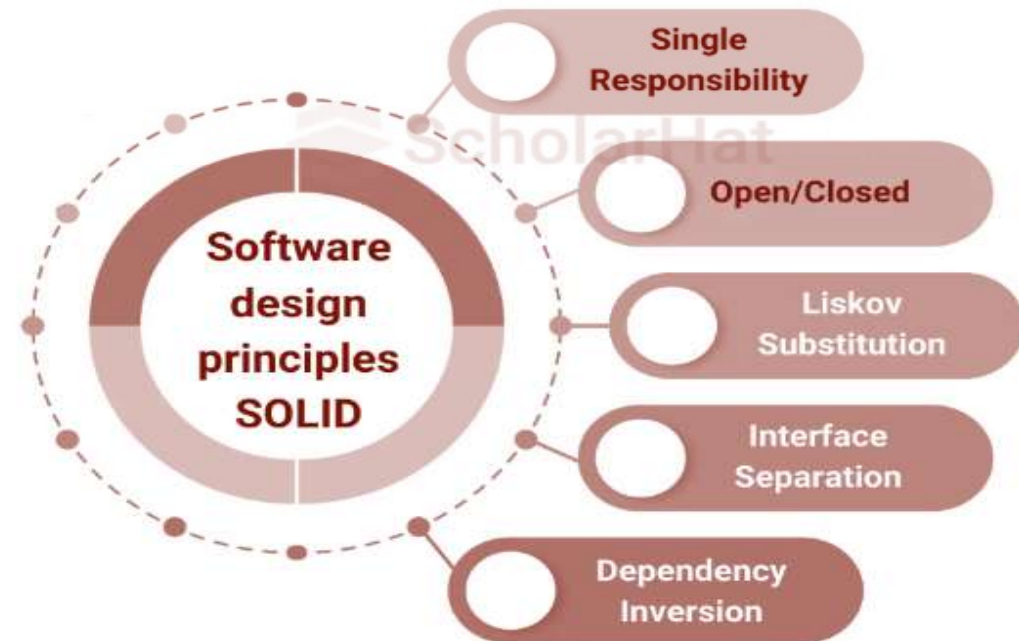 Single
Responsibility
ScholarHat
Open/Closed
Software
design
principles
SOLID
Liskov
Substitution
Interface
Separation
Dependency
Inversion